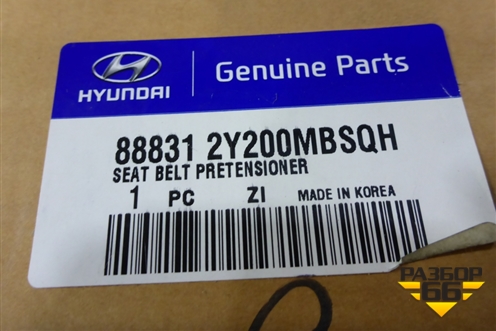 HYUNDAI
Genuine Parts
88831 2Y200MBSQH
SEAT BELT PRETENSIONER
1 PC ZI MADE IN KOREA
РАЗБОР
66